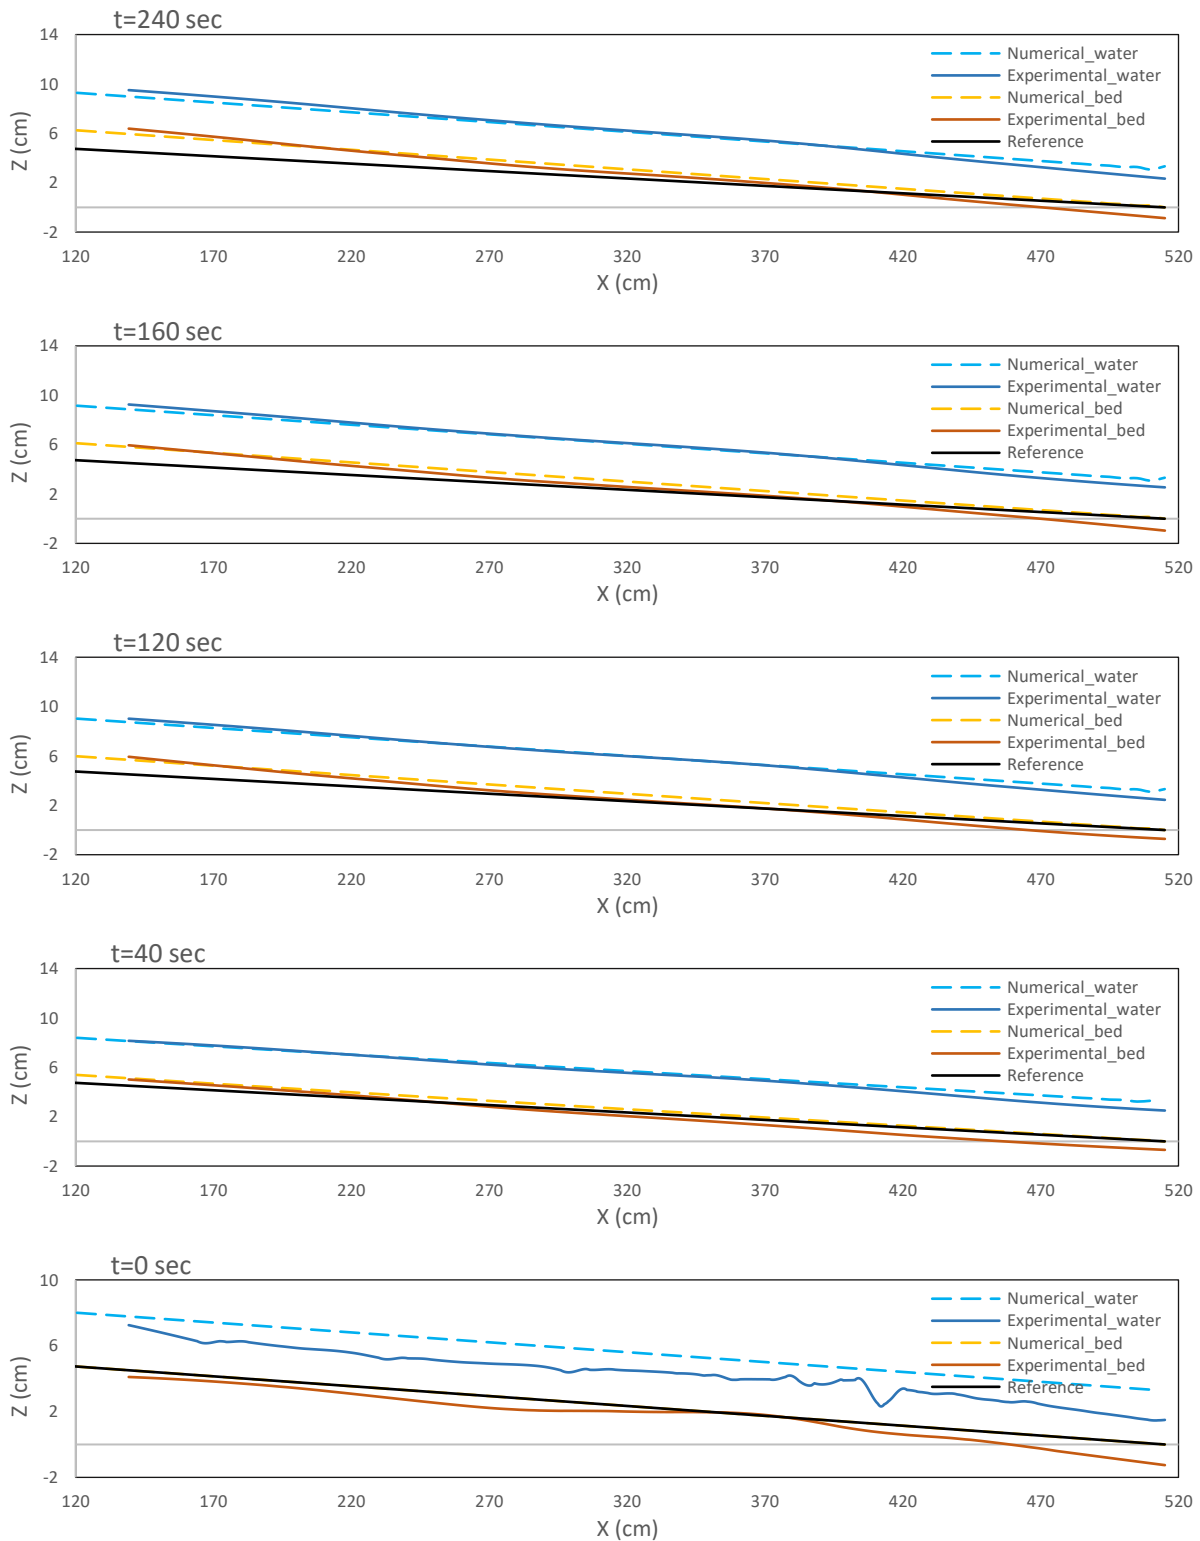 t=240 sec
14
10
6
2
-2
Z (cm)
Numerical_water
Experimental_water
Numerical_bed
Experimental_bed
Reference
120 170 220 270 320 370 420 470 520
X (cm)
t=160 sec
14
10
6
2
-2
Z (cm)
Numerical_water
Experimental_water
Numerical_bed
Experimental_bed
Reference
120 170 220 270 320 370 420 470 520
X (cm)
t=120 sec
14
10
6
2
-2
Z (cm)
Numerical_water
Experimental_water
Numerical_bed
Experimental_bed
Reference
120 170 220 270 320 370 420 470 520
X (cm)
t=40 sec
14
10
6
2
-2
Z (cm)
Numerical_water
Experimental_water
Numerical_bed
Experimental_bed
Reference
120 170 220 270 320 370 420 470 520
X (cm)
t=0 sec
10
6
2
-2
Z (cm)
Numerical_water
Experimental_water
Numerical_bed
Experimental_bed
Reference
120 170 220 270 320 370 420 470 520
X (cm)